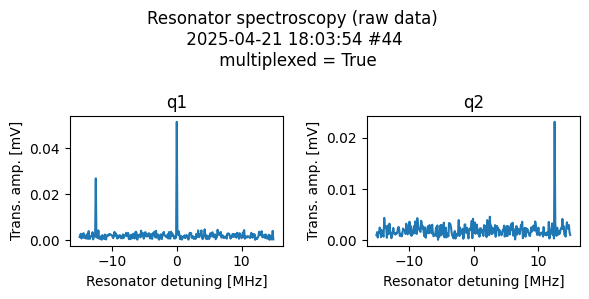 Resonator spectroscopy (raw data)
2025-04-21 18:03:54 #44
multiplexed = True
q1
q2
Trans. amp. [mV]
0.04
0.02
0.00
−10
0
10
Resonator detuning [MHz]
Trans. amp. [mV]
0.02
0.01
0.00
−10
0
10
Resonator detuning [MHz]